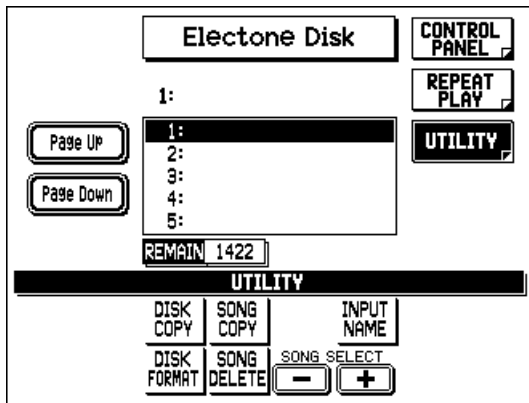 Electone Disk
CONTROL
PANEL
1:
REPEAT
PLAY
Page Up
Page Down
1:
2:
3:
4:
5:
UTILITY
REMAIN 1422
UTILITY
DISK
COPY
SONG
COPY
INPUT
NAME
DISK
FORMAT
SONG
DELETE
SONG SELECT
− +